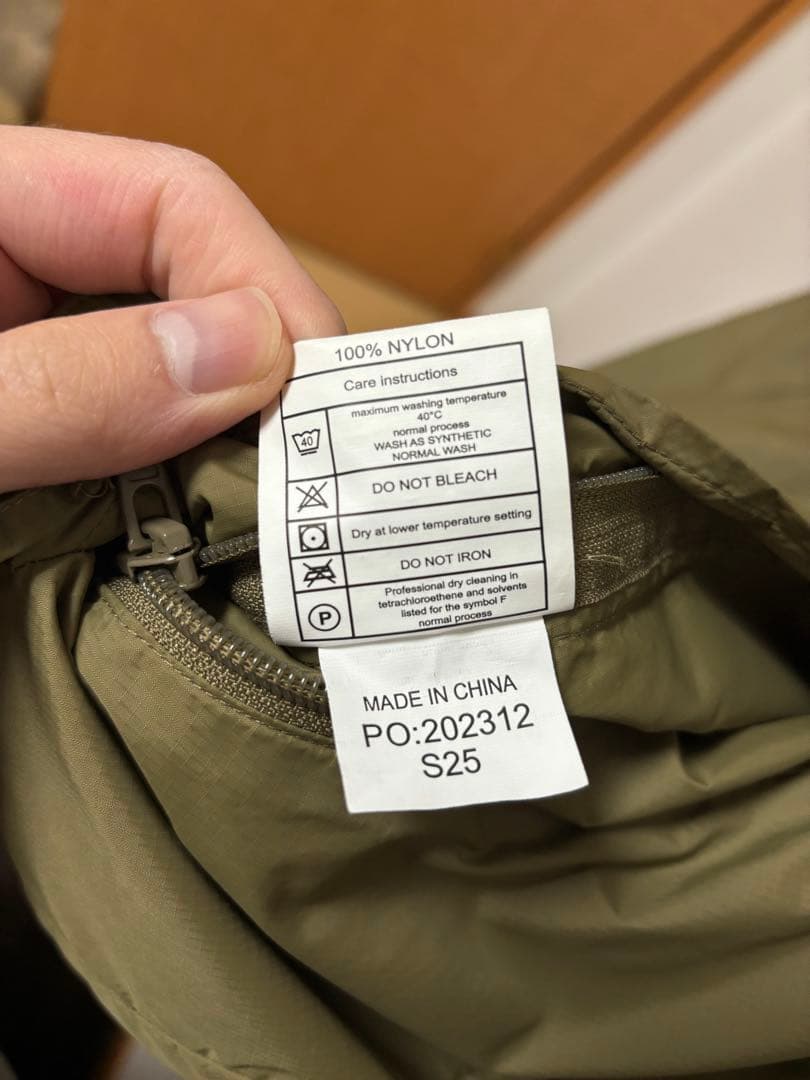 100% NYLON
Care instructions
40
maximum washing temperature
40°C
normal process
WASH AS SYNTHETIC
NORMAL WASH
DO NOT BLEACH
Dry at lower temperature setting
DO NOT IRON
P
Professional dry cleaning in
tetrachloroethene and solvents
listed for the symbol F
normal process
MADE IN CHINA
PO:202312
S25